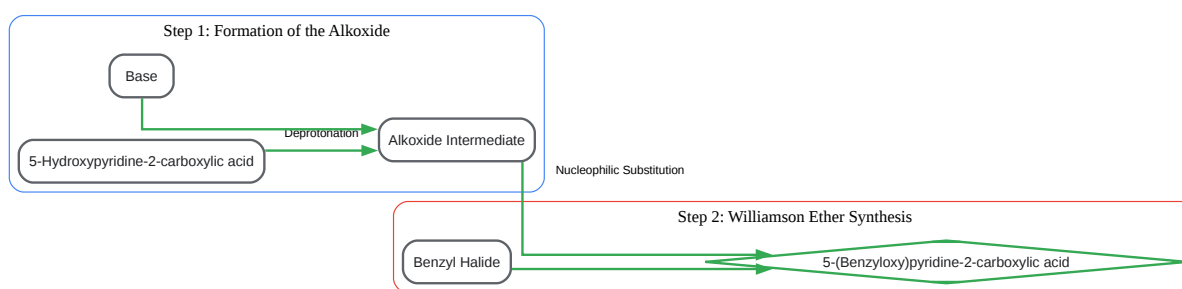 Step 1: Formation of the Alkoxide
Base
Deprotonation
Alkoxide Intermediate
5-Hydroxypyridine-2-carboxylic acid
Nucleophilic Substitution
Step 2: Williamson Ether Synthesis
Benzyl Halide
5-(Benzyloxy)pyridine-2-carboxylic acid